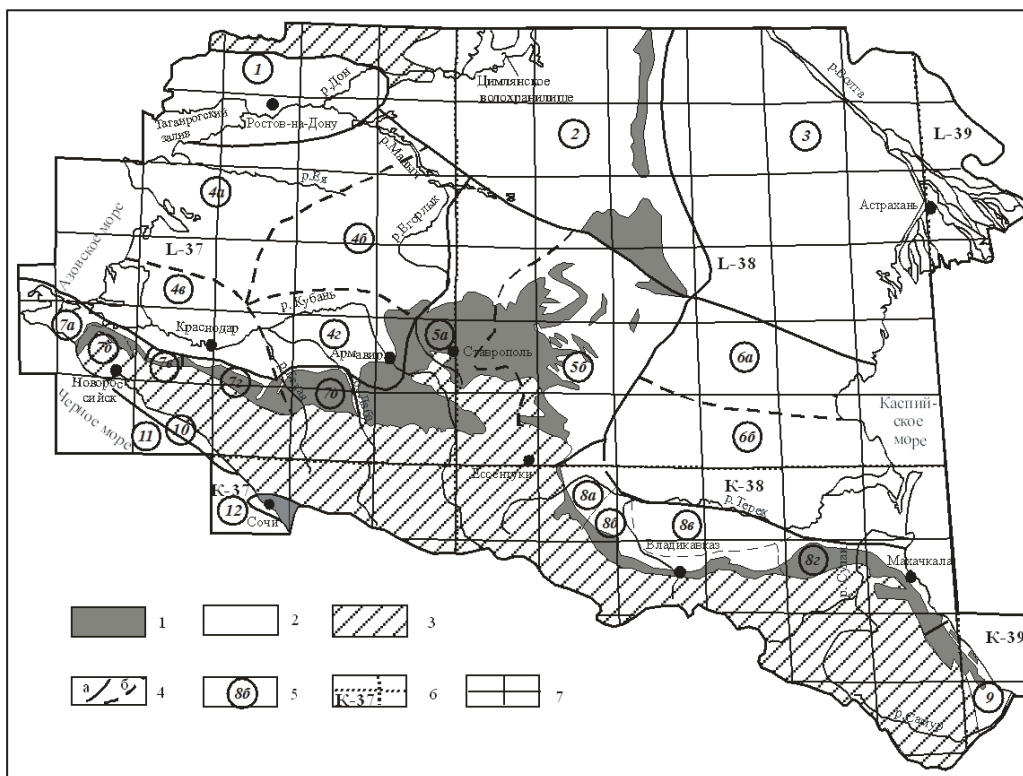 1
р.Дон
Цимлянское
водохранилище
р.Волга
Таганрогский
залив
Ростов-на-Дону
2
3
L-39
р.Маныч
р.Ея
4а
Астрахань
р.Егорлык
4б
Азовское море
L-37
L-38
4в
р.Кубань
7а
Краснодар
4г
5а
7б
Армавир
Ставрополь
6а
7в
5б
Новорос-
сийск
7г
7д
р.Лаба
Каспий-
ское
море
Черное море
11
10
6б
Ессентуки
К-37
К-38
12
Сочи
8а
р.Терек
8б
8в
Владикавказ
8г
Махачкала
р.Сулак
1
2
3
К-39
а
б
4
8б
5
К-37
6
7
9
р.Самур